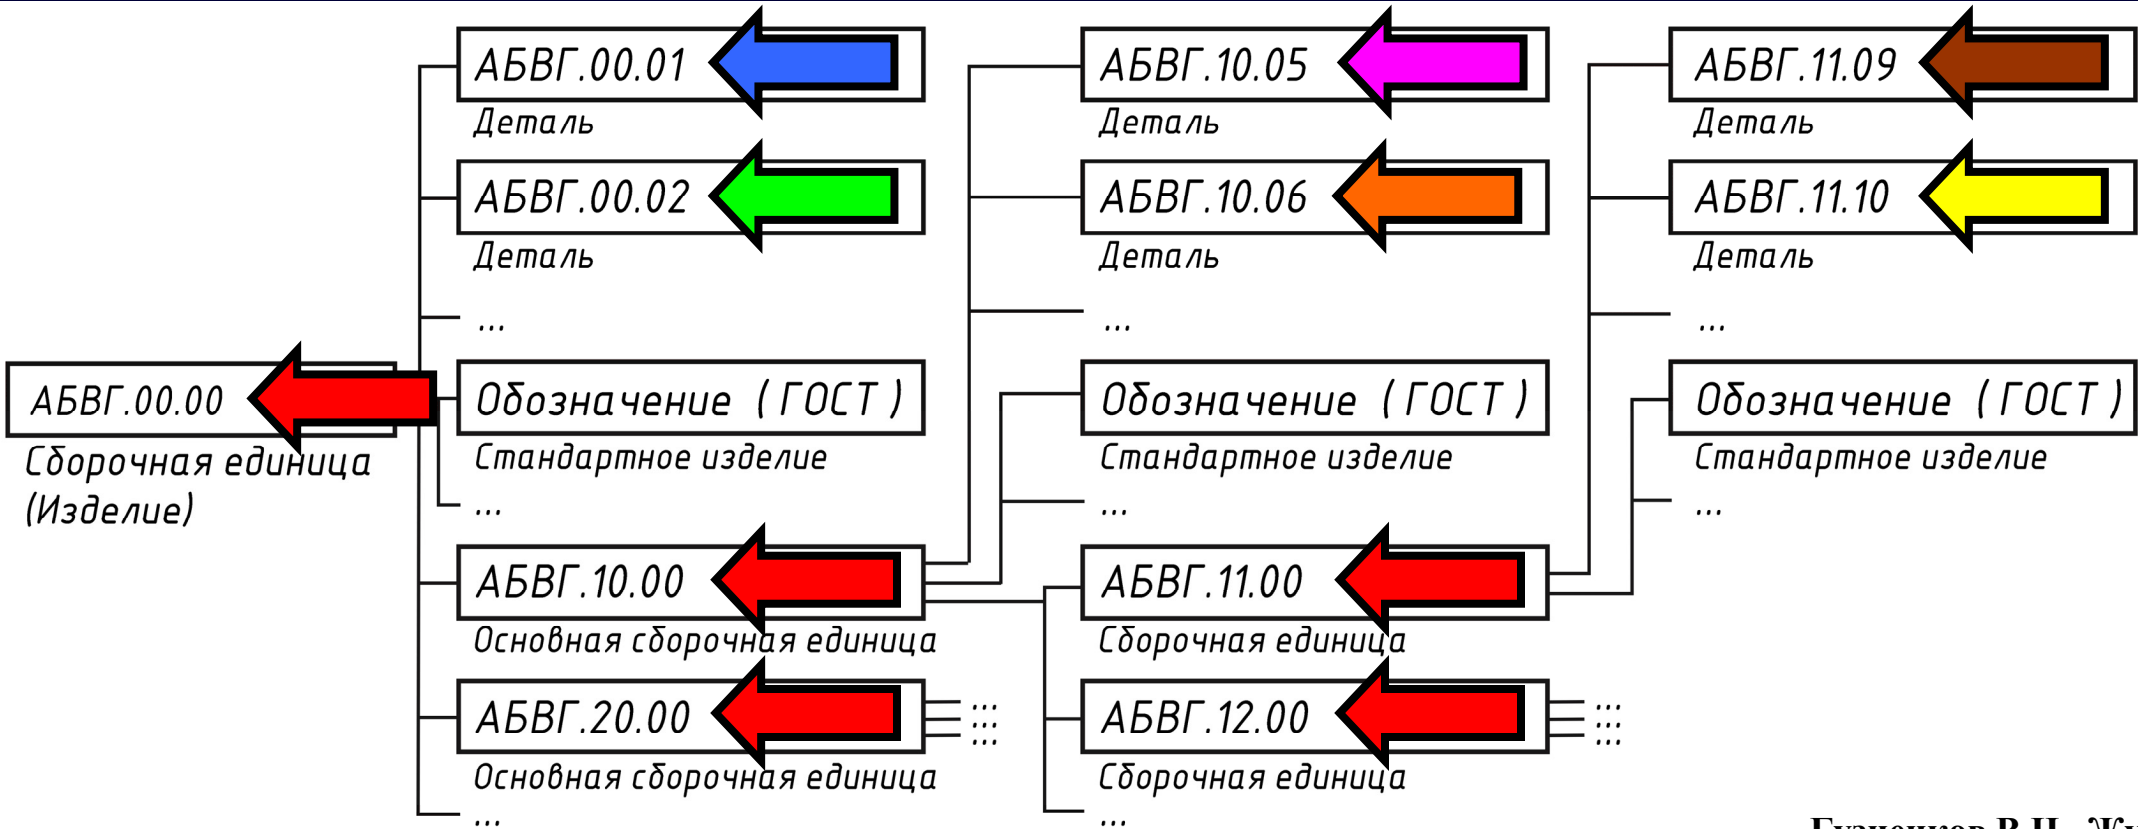 АБВГ.00.00
Сборочная единица
(Изделие)
АБВГ.00.01
Деталь
АБВГ.00.02
Деталь
...
Обозначение (ГОСТ)
Стандартное изделие
...
АБВГ.10.00
Основная сборочная единица
АБВГ.20.00
Основная сборочная единица
...
...
...
...
АБВГ.10.05
Деталь
АБВГ.10.06
Деталь
...
Обозначение (ГОСТ)
Стандартное изделие
...
АБВГ.11.00
Сборочная единица
АБВГ.12.00
Сборочная единица
...
...
...
...
АБВГ.11.09
Деталь
АБВГ.11.10
Деталь
...
Обозначение (ГОСТ)
Стандартное изделие
...